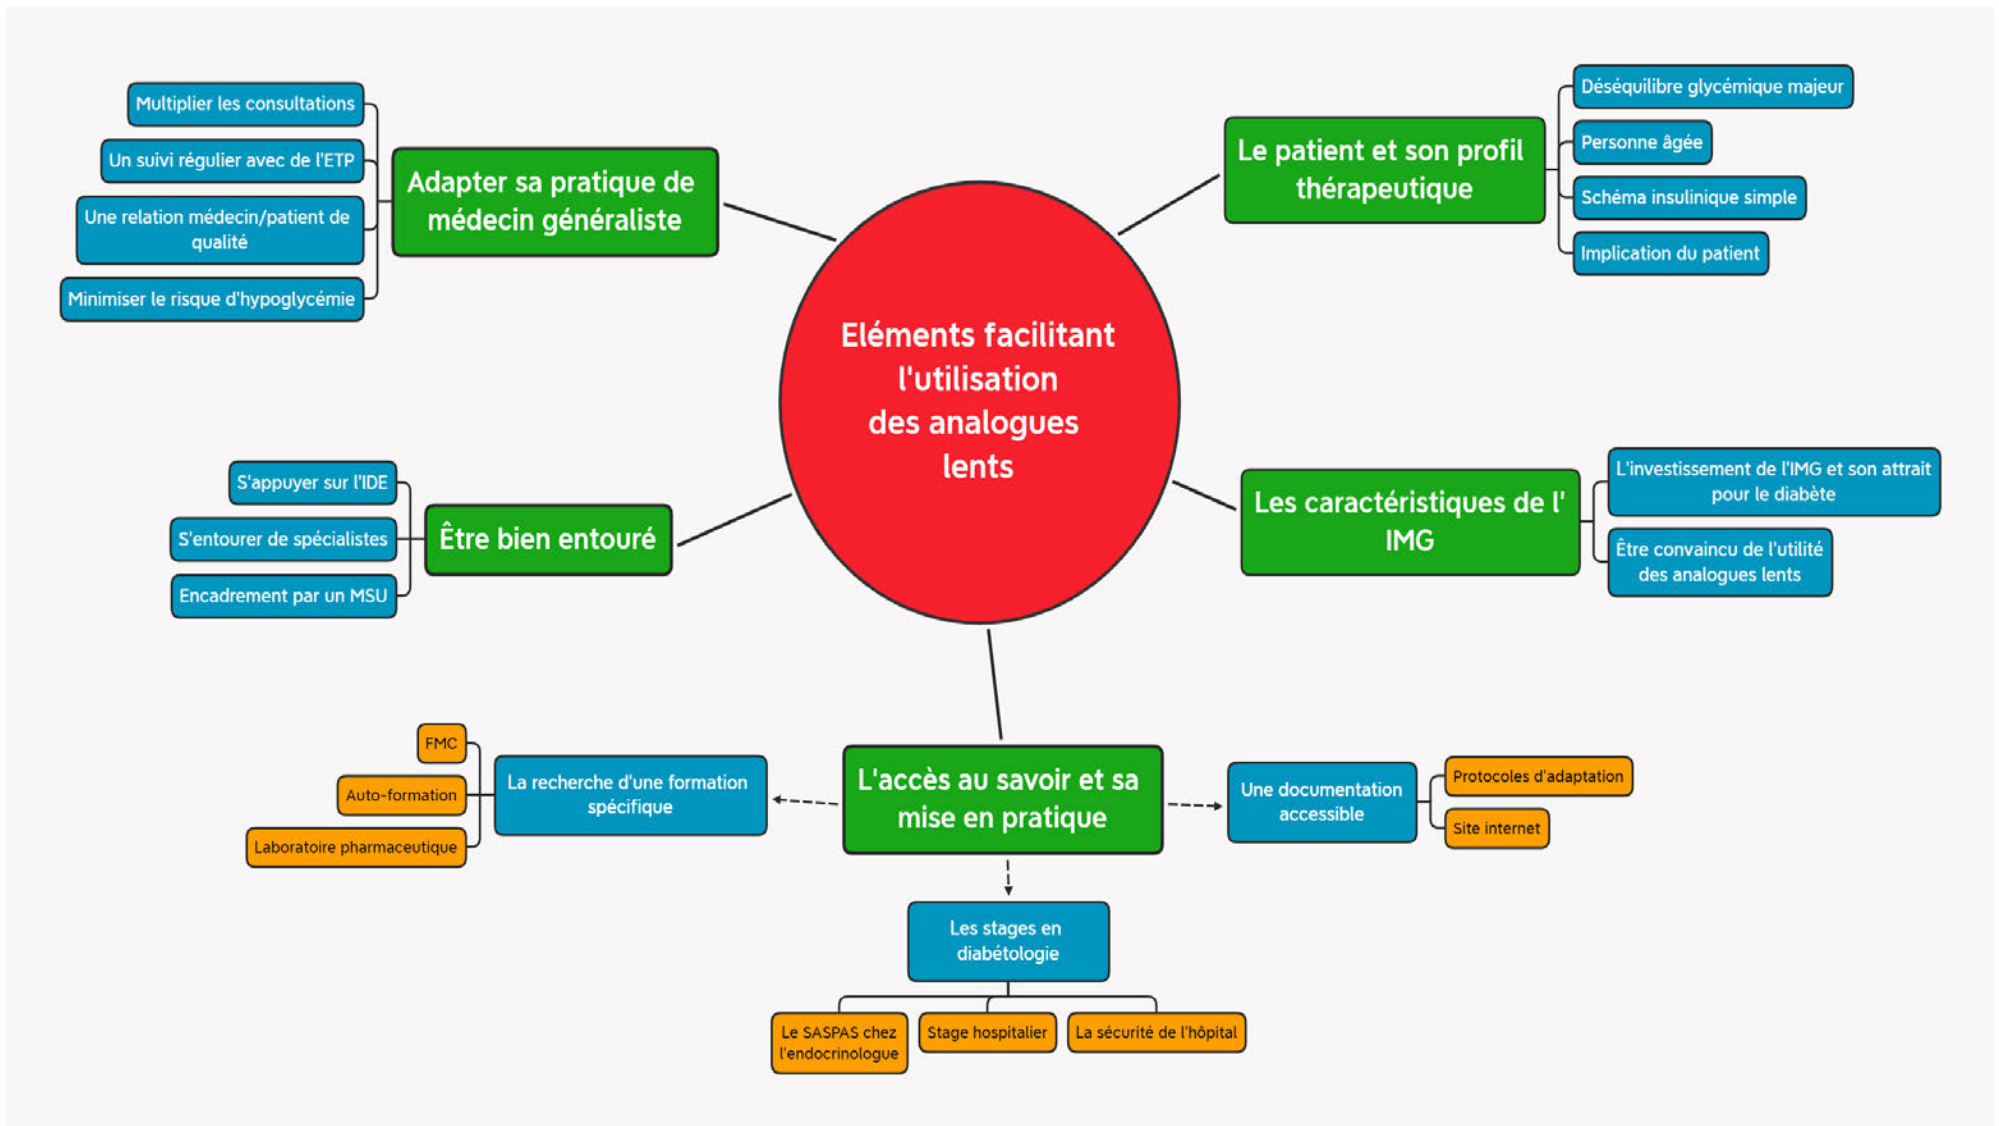 Multiplier les consultations
Un suivi régulier avec de l'ETP
Une relation médecin/patient de
qualité
Minimiser le risque d'hypoglycémie
Adapter sa pratique de
médecin généraliste
Le patient et son profil
thérapeutique
Déséquilibre glycémique majeur
Personne âgée
Schéma insulinique simple
Implication du patient
Eléments facilitant
l'utilisation
des analogues
lents
S'appuyer sur l'IDE
S'entourer de spécialistes
Encadrement par un MSU
Être bien entouré
Les caractéristiques de l'
IMG
L'investissement de l'IMG et son attrait
pour le diabète
Être convaincu de l'utilité
des analogues lents
FMC
Auto-formation
Laboratoire pharmaceutique
La recherche d'une formation
spécifique
L'accès au savoir et sa
mise en pratique
Une documentation
accessible
Protocoles d'adaptation
Site internet
Les stages en
diabétologie
Le SASPAS chez
l'endocrinologue
Stage hospitalier
La sécurité de l'hôpital